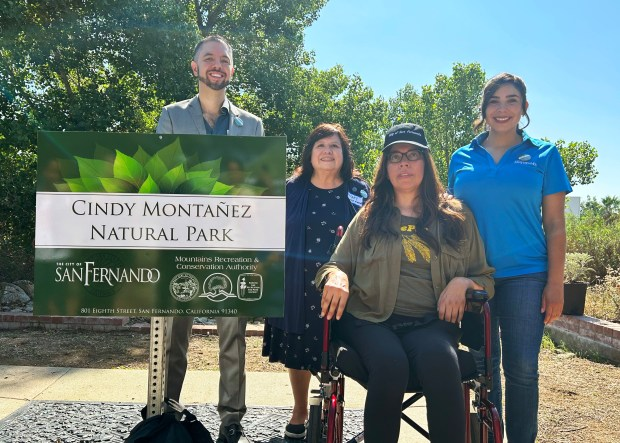 Cindy Montañez
Natural Park
THE CITY OF
SAN FERNANDO
Mountains Recreation &
Conservation Authority
801 Eighth Street, San Fernando, California 91340